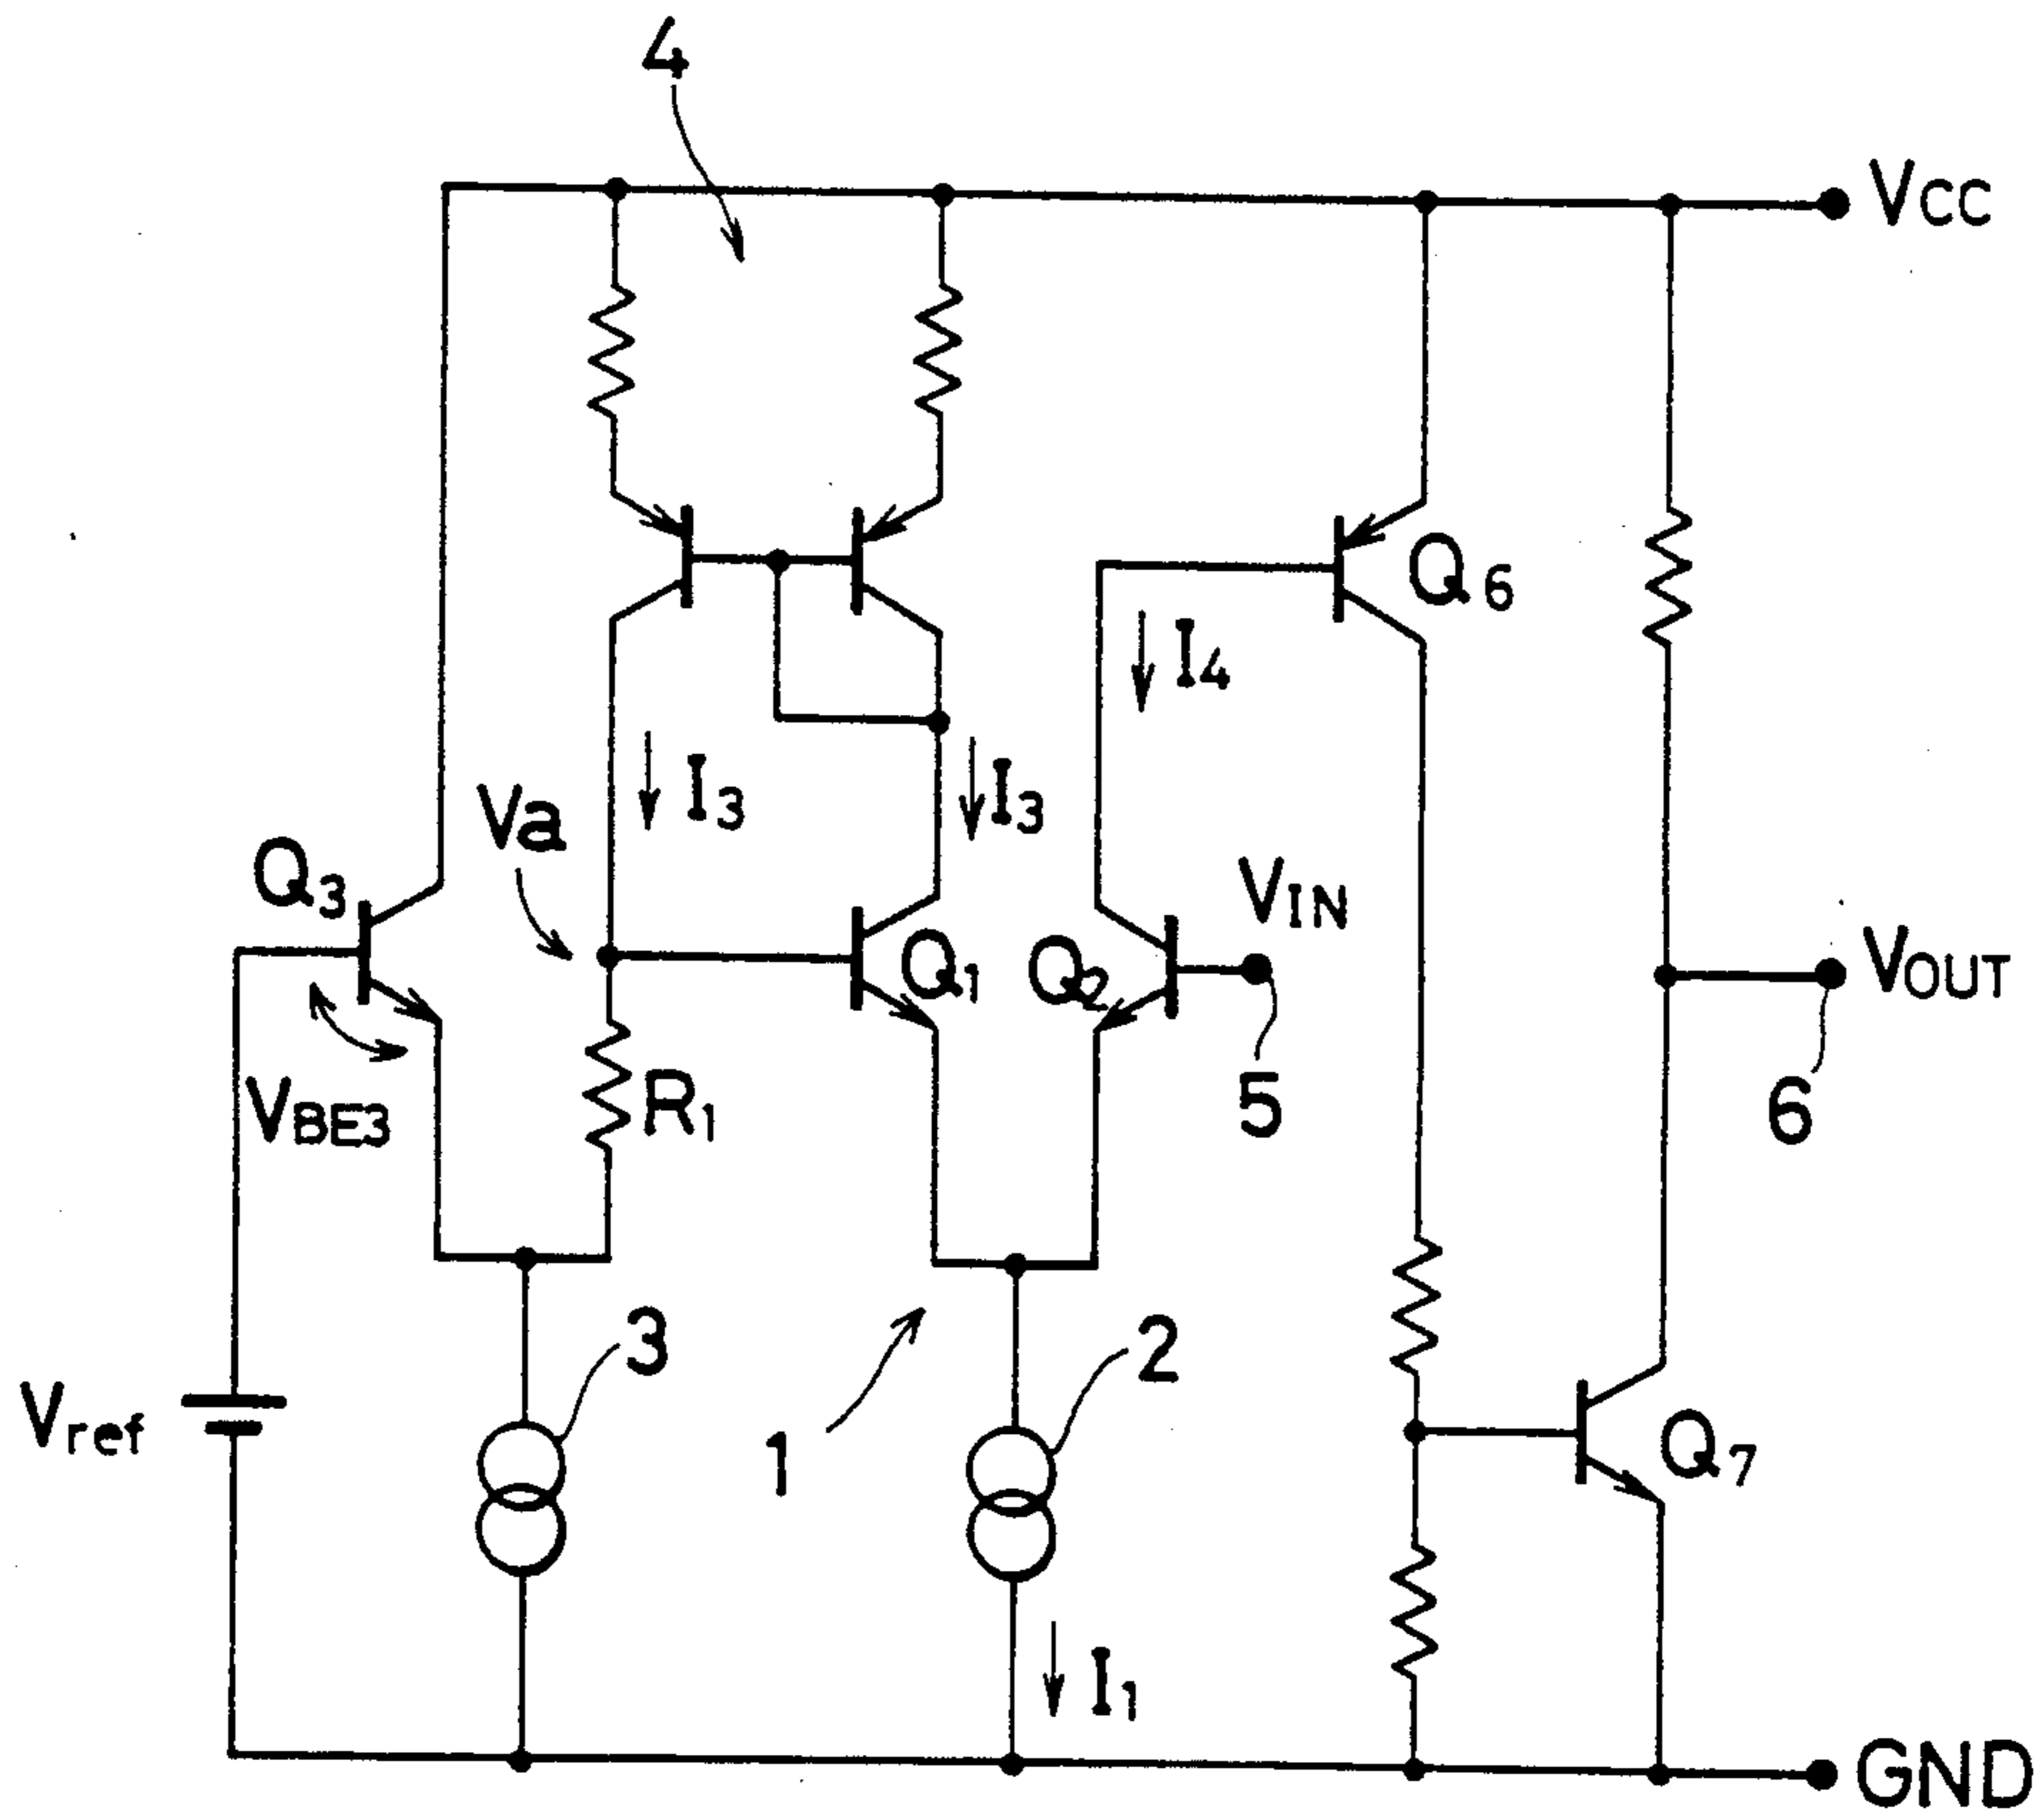 4
VCC
Q6
I4
I3
I3
Va
Q3
VIN
Q1
Q2
VOUT
VBE3
R1
5
6
3
2
Vref
1
Q7
I1
GND